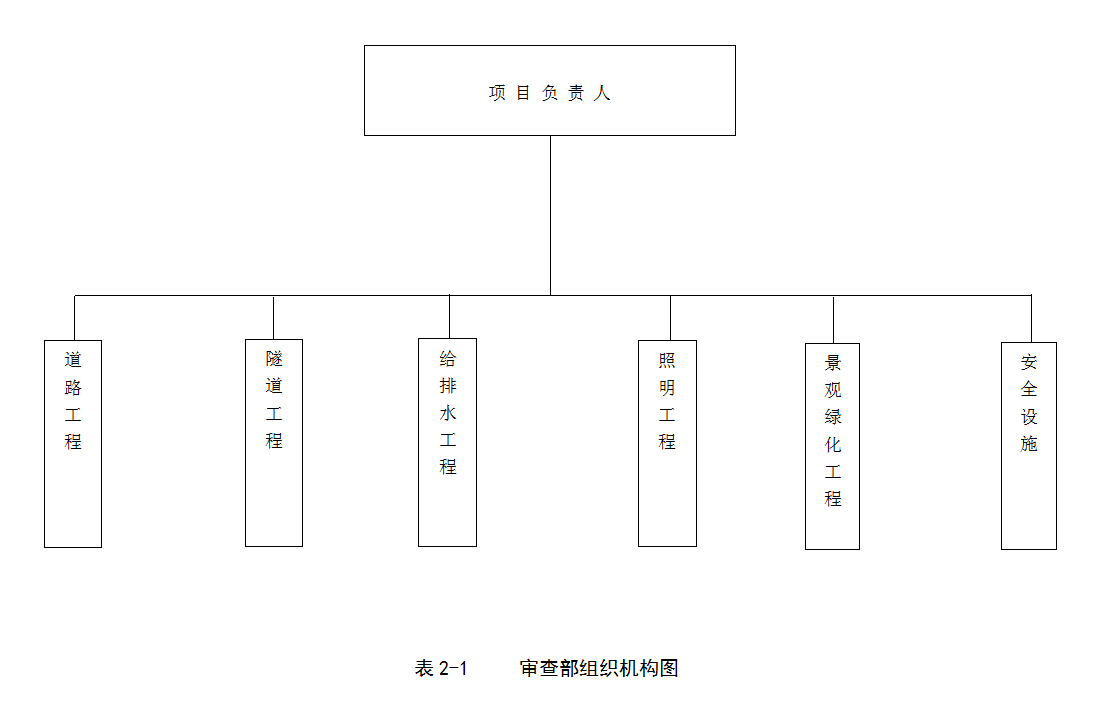 项目负责人
道路工程
隧道工程
给排水工程
照明工程
景观绿化工程
安全设施
表2-1 审查部组织机构图